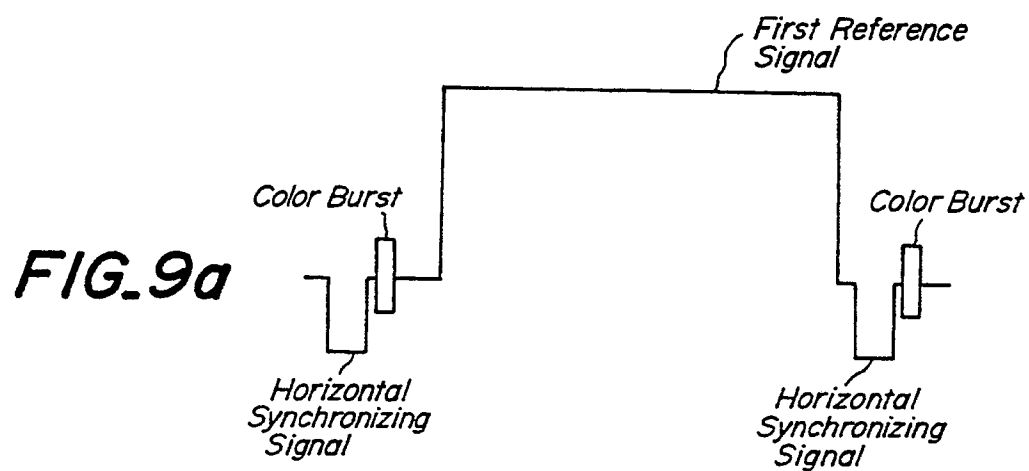 First Reference
Signal
Color Burst
Color Burst
FIG_9a
Horizontal
Synchronizing
Signal
Horizontal
Synchronizing
Signal